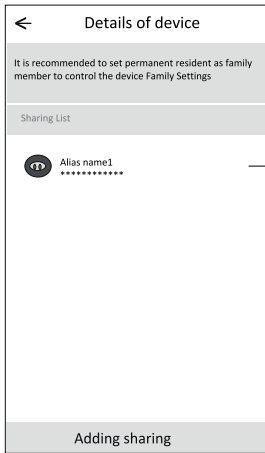 Details of device
It is recommended to set permanent resident as family
member to control the device Family Settings
Sharing List
Alias name1
************
Adding sharing